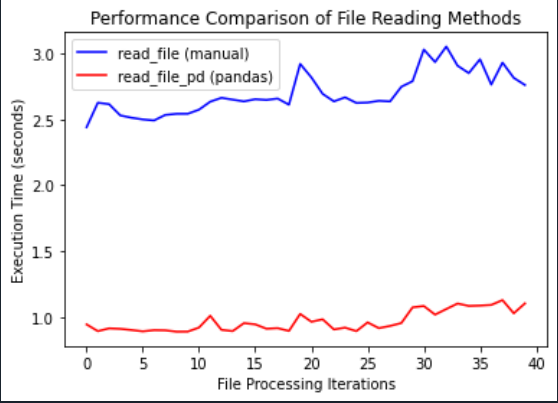 Performance Comparison of File Reading Methods
read_file (manual)
read_file_pd (pandas)
Execution Time (seconds)
3.0
2.5
2.0
1.5
1.0
0 5 10 15 20 25 30 35 40
File Processing Iterations